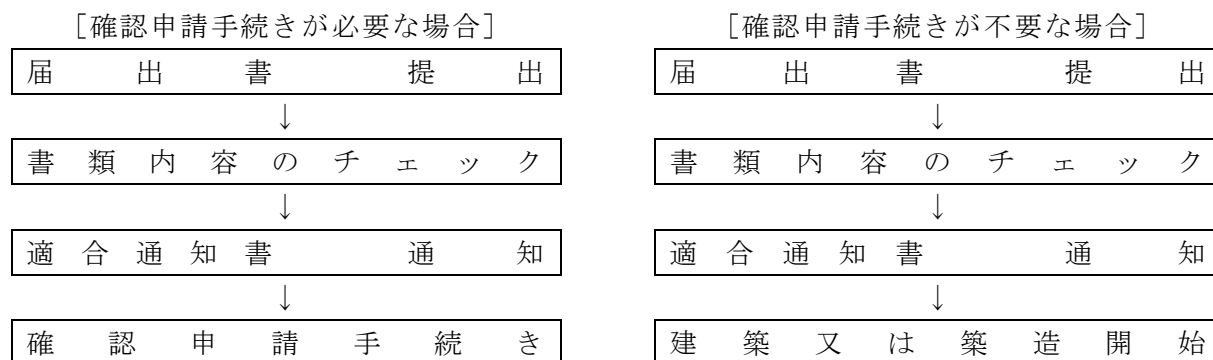 [確認申請手続きが必要な場合]
届出書 提出
↓
書類内容のチェック
↓
適合通知書 通知
↓
確認申請手続き
[確認申請手続きが不要な場合]
届出書 提出
↓
書類内容のチェック
↓
適合通知書 通知
↓
建築又は築造開始